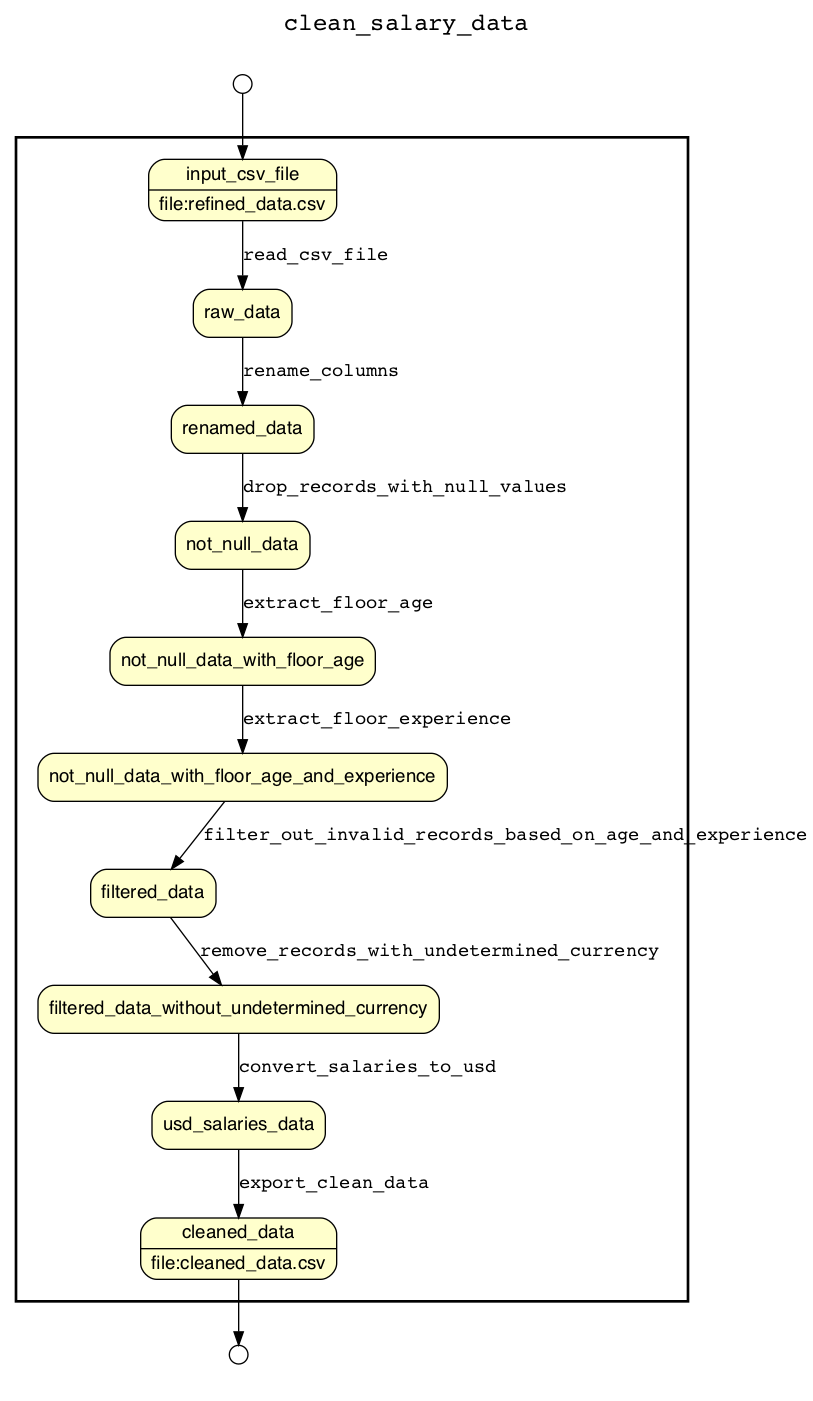 clean_salary_data
input_csv_file
file:refined_data.csv
read_csv_file
raw_data
rename_columns
renamed_data
drop_records_with_null_values
not_null_data
extract_floor_age
not_null_data_with_floor_age
extract_floor_experience
not_null_data_with_floor_age_and_experience
filter_out_invalid_records_based_on_age_and_experience
filtered_data
remove_records_with_undetermined_currency
filtered_data_without_undetermined_currency
convert_salaries_to_usd
usd_salaries_data
export_clean_data
cleaned_data
file:cleaned_data.csv